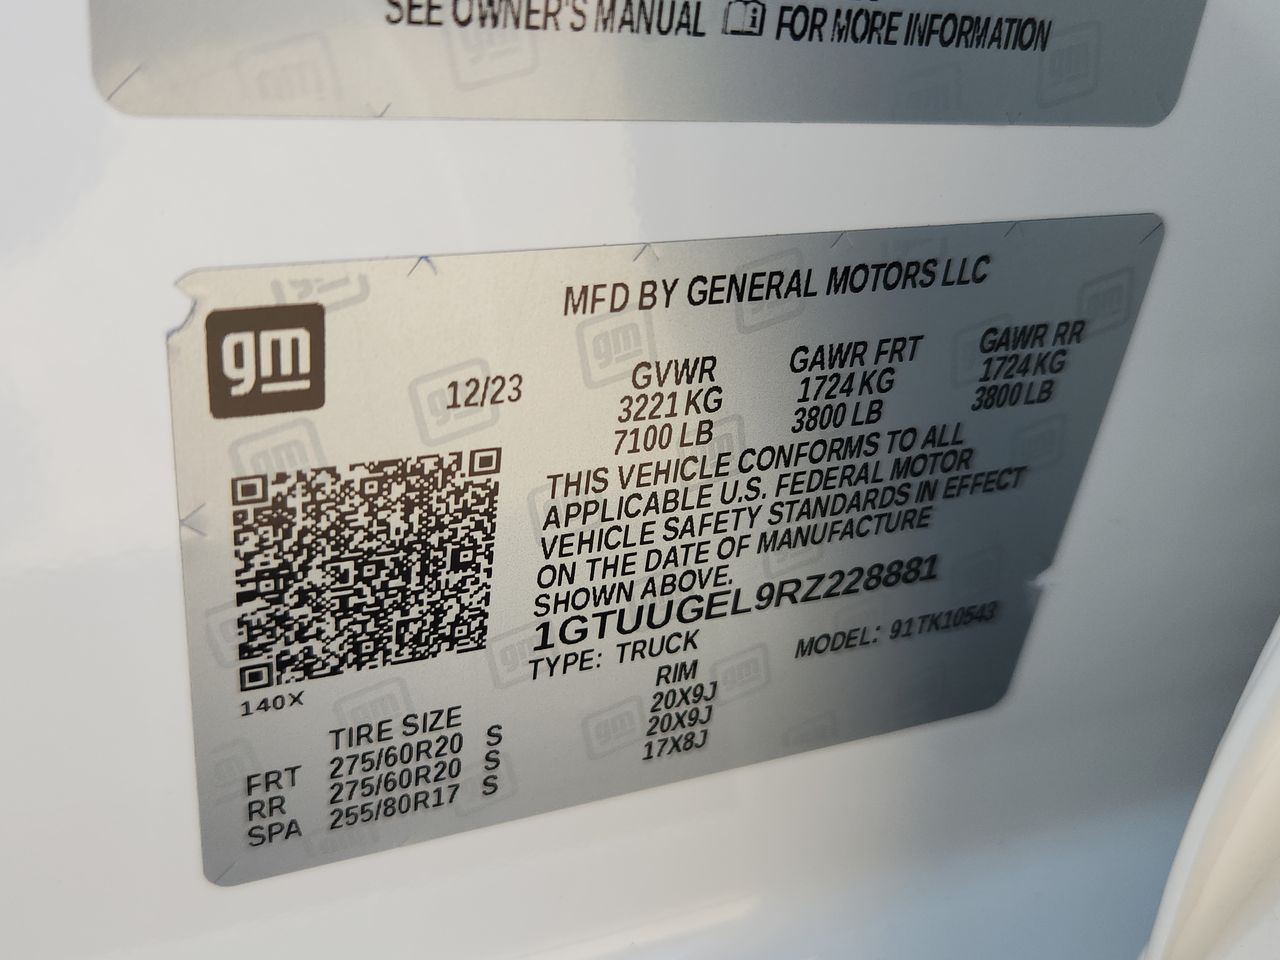 SEE OWNER'S MANUAL FOR MORE INFORMATION
gm
MFD BY GENERAL MOTORS LLC
12/23
GVWR GAWR FRT GAWR RR
3221 KG 1724 KG 1724 KG
7100 LB 3800 LB 3800 LB
THIS VEHICLE CONFORMS TO ALL
APPLICABLE U.S. FEDERAL MOTOR
VEHICLE SAFETY STANDARDS IN EFFECT
ON THE DATE OF MANUFACTURE
SHOWN ABOVE.
1GTUUGEL9RZ228881
TYPE: TRUCK MODEL: 91TK10543
140X
TIRE SIZE RIM
FRT 275/60R20 S 20X9J
RR 275/60R20 S 20X9J
SPA 255/80R17 S 17X8J